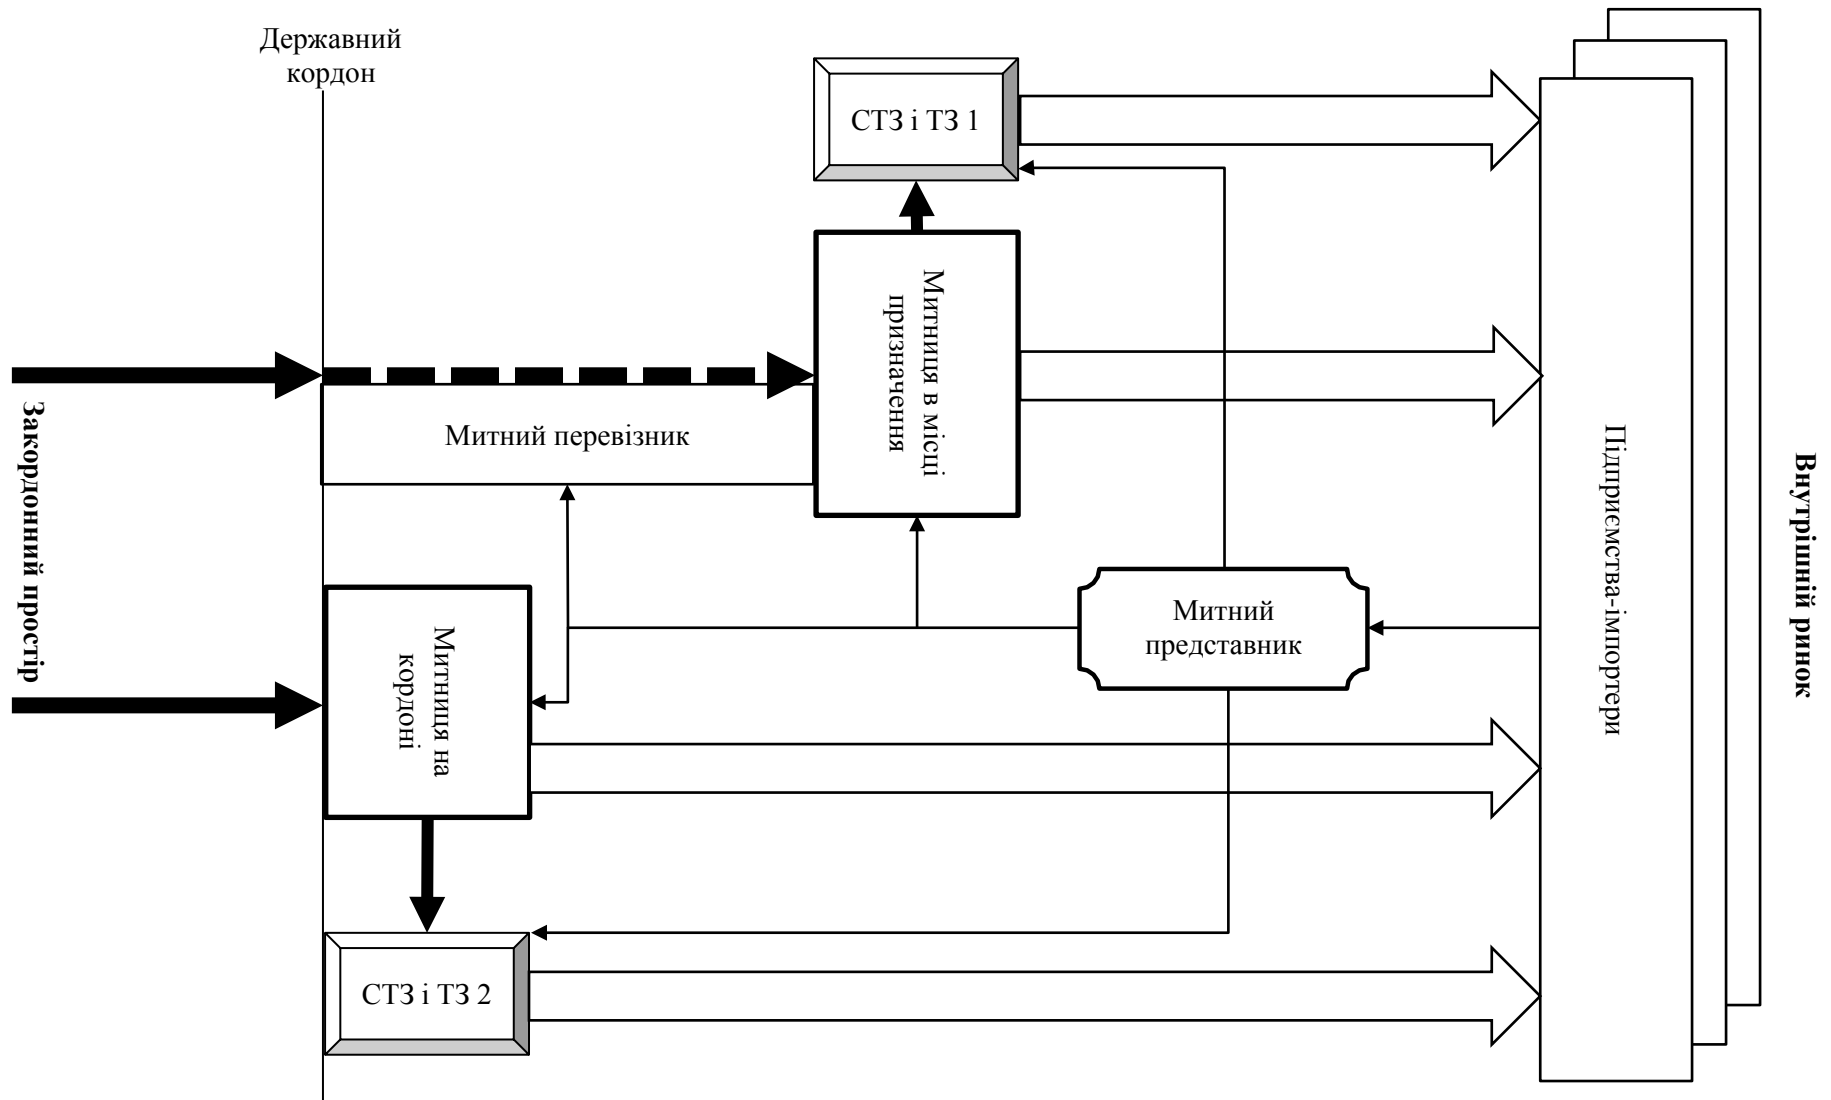 Державний
кордон
СТЗ і ТЗ 1
Митниця в місці
призначення
Митний перевізник
Закордонний простір
Митниця на
кордоні
Митний
представник
Підприємства-імпортери
Внутрішній ринок
СТЗ і ТЗ 2